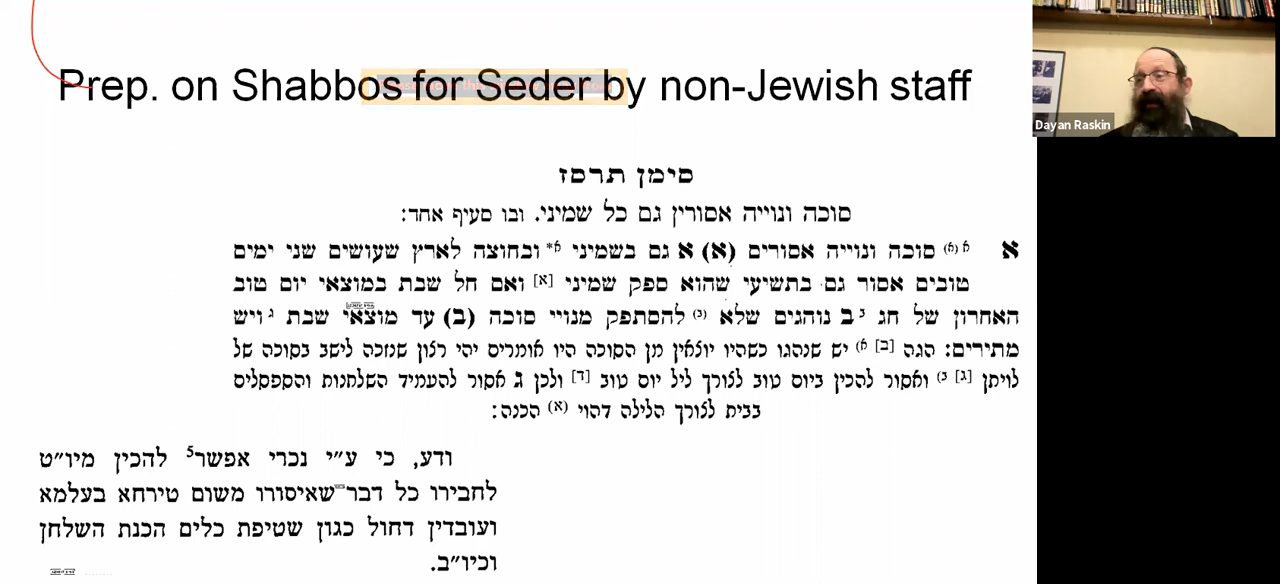 Prep. on Shabbos for Seder by non-Jewish staff
Dayan Raskin
סימן תרסז
סוכה ונוייה אסורין גם כל שמיני. ובו סעיף אחד:
א א (א) סוכה ונוייה אסורים (א) א גם בשמיני א* ובחוצה לארץ שעושים שני ימים
טובים אסור גם בתשיעי שהוא ספק שמיני [א] ואם חל שבת במוצאי יום טוב
האחרון של חג ב ב נוהגים שלא (ב) להסתפק מנויי סוכה (ב) עד מוצאי שבת ג ויש
מתירים: הגה [ב] א) יש שנהגו כשהיו יוצאין מן הסוכה היו אומרים יהי רצון שנזכה לישב בסוכה של
לויתן [ג] ב) ואסור להכין ביום טוב לצורך ליל יום טוב [ד] ולכן ג אסור להעמיד השלחנות והספסלים
בבית לצורך הלילה דהוי (א) הכנה:
ודע, כי ע״י נכרי אפשר5 להכין מיו״ט
לחבירו כל דבר שאיסורו משום טירחא בעלמא
ועובדין דחול כגון שטיפת כלים הכנת השלחן
וכיו״ב.